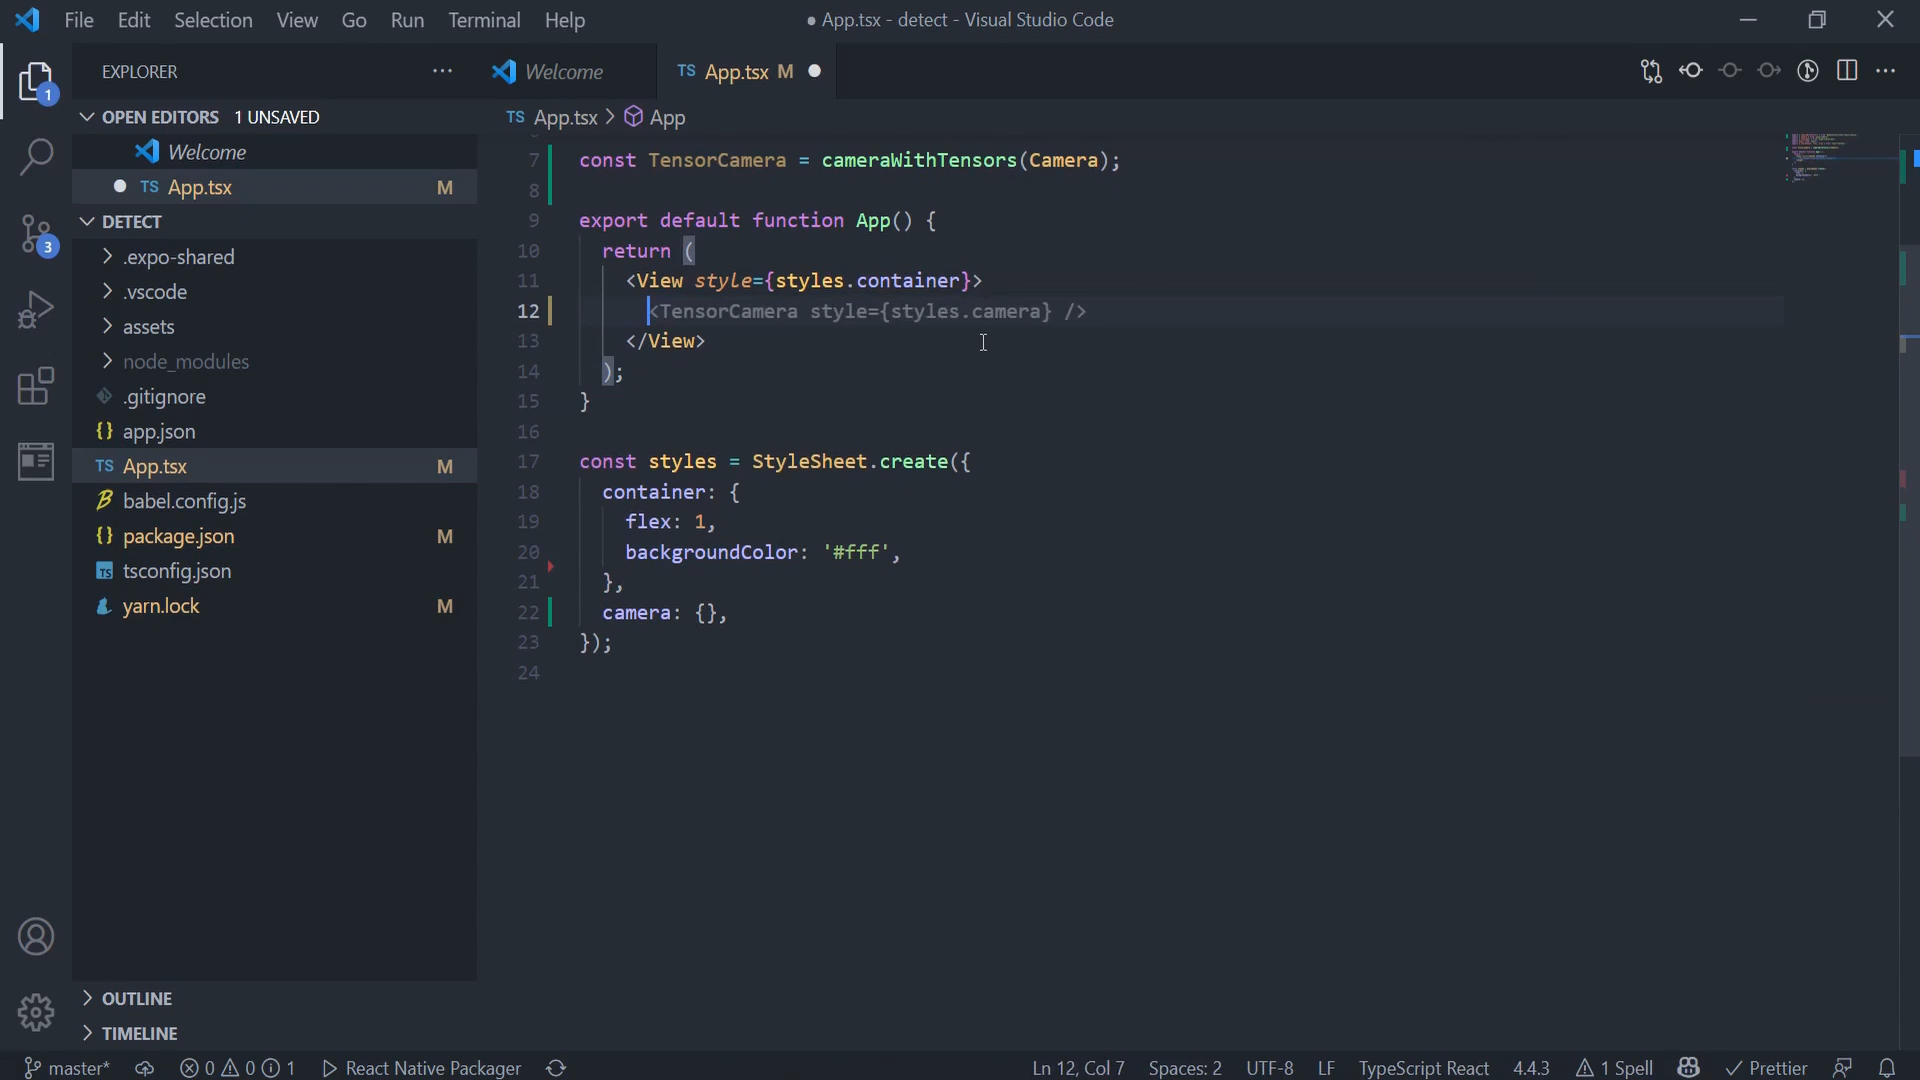 File Edit Selection View Go Run Terminal Help
● App.tsx - detect - Visual Studio Code
EXPLORER
1
Welcome
TS App.tsx M
OPEN EDITORS 1 UNSAVED
Welcome
TS App.tsx M
DETECT
.expo-shared
.vscode
assets
node_modules
.gitignore
{} app.json
TS App.tsx M
babel.config.js
{} package.json M
TS tsconfig.json
yarn.lock M
3
OUTLINE
TIMELINE
TS App.tsx > App
7 const TensorCamera = cameraWithTensors(Camera);
8
9 export default function App() {
10 return (
11 <View style={styles.container}>
12 <TensorCamera style={styles.camera} />
13 </View>
14 );
15 }
16
17 const styles = StyleSheet.create({
18 container: {
19 flex: 1,
20 backgroundColor: '#fff',
21 },
22 camera: {},
23 });
24
master* 0 0 1 React Native Packager Ln 12, Col 7 Spaces: 2 UTF-8 LF TypeScript React 4.4.3 1 Spell Prettier